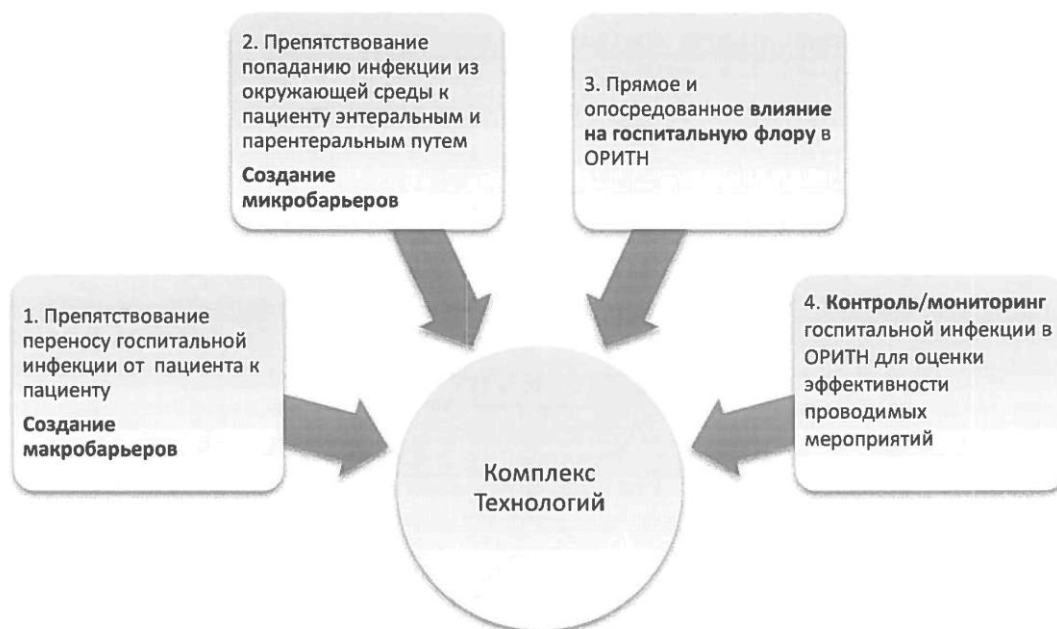 1. Препятствование
переносу госпитальной
инфекции от пациента к
пациенту
Создание
макробарьеров
2. Препятствование
попаданию инфекции из
окружающей среды к
пациенту энтеральным и
парентеральным путем
Создание
микробарьеров
3. Прямое и
опосредованное влияние
на госпитальную флору в
ОРИТН
4. Контроль/мониторинг
госпитальной инфекции в
ОРИТН для оценки
эффективности
проводимых
мероприятий
Комплекс
Технологий